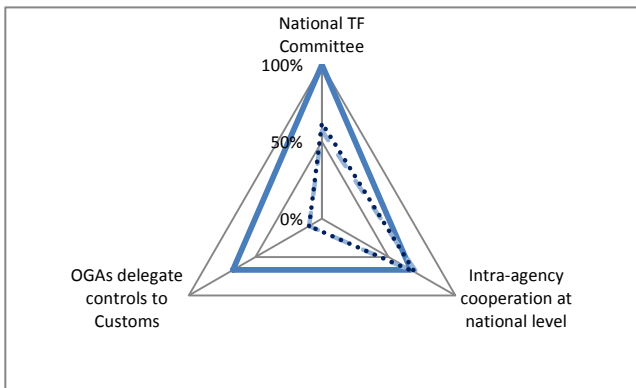 National TF
Committee
100%
50%
0%
OGAs delegate
controls to
Customs
Intra-agency
cooperation at
national level